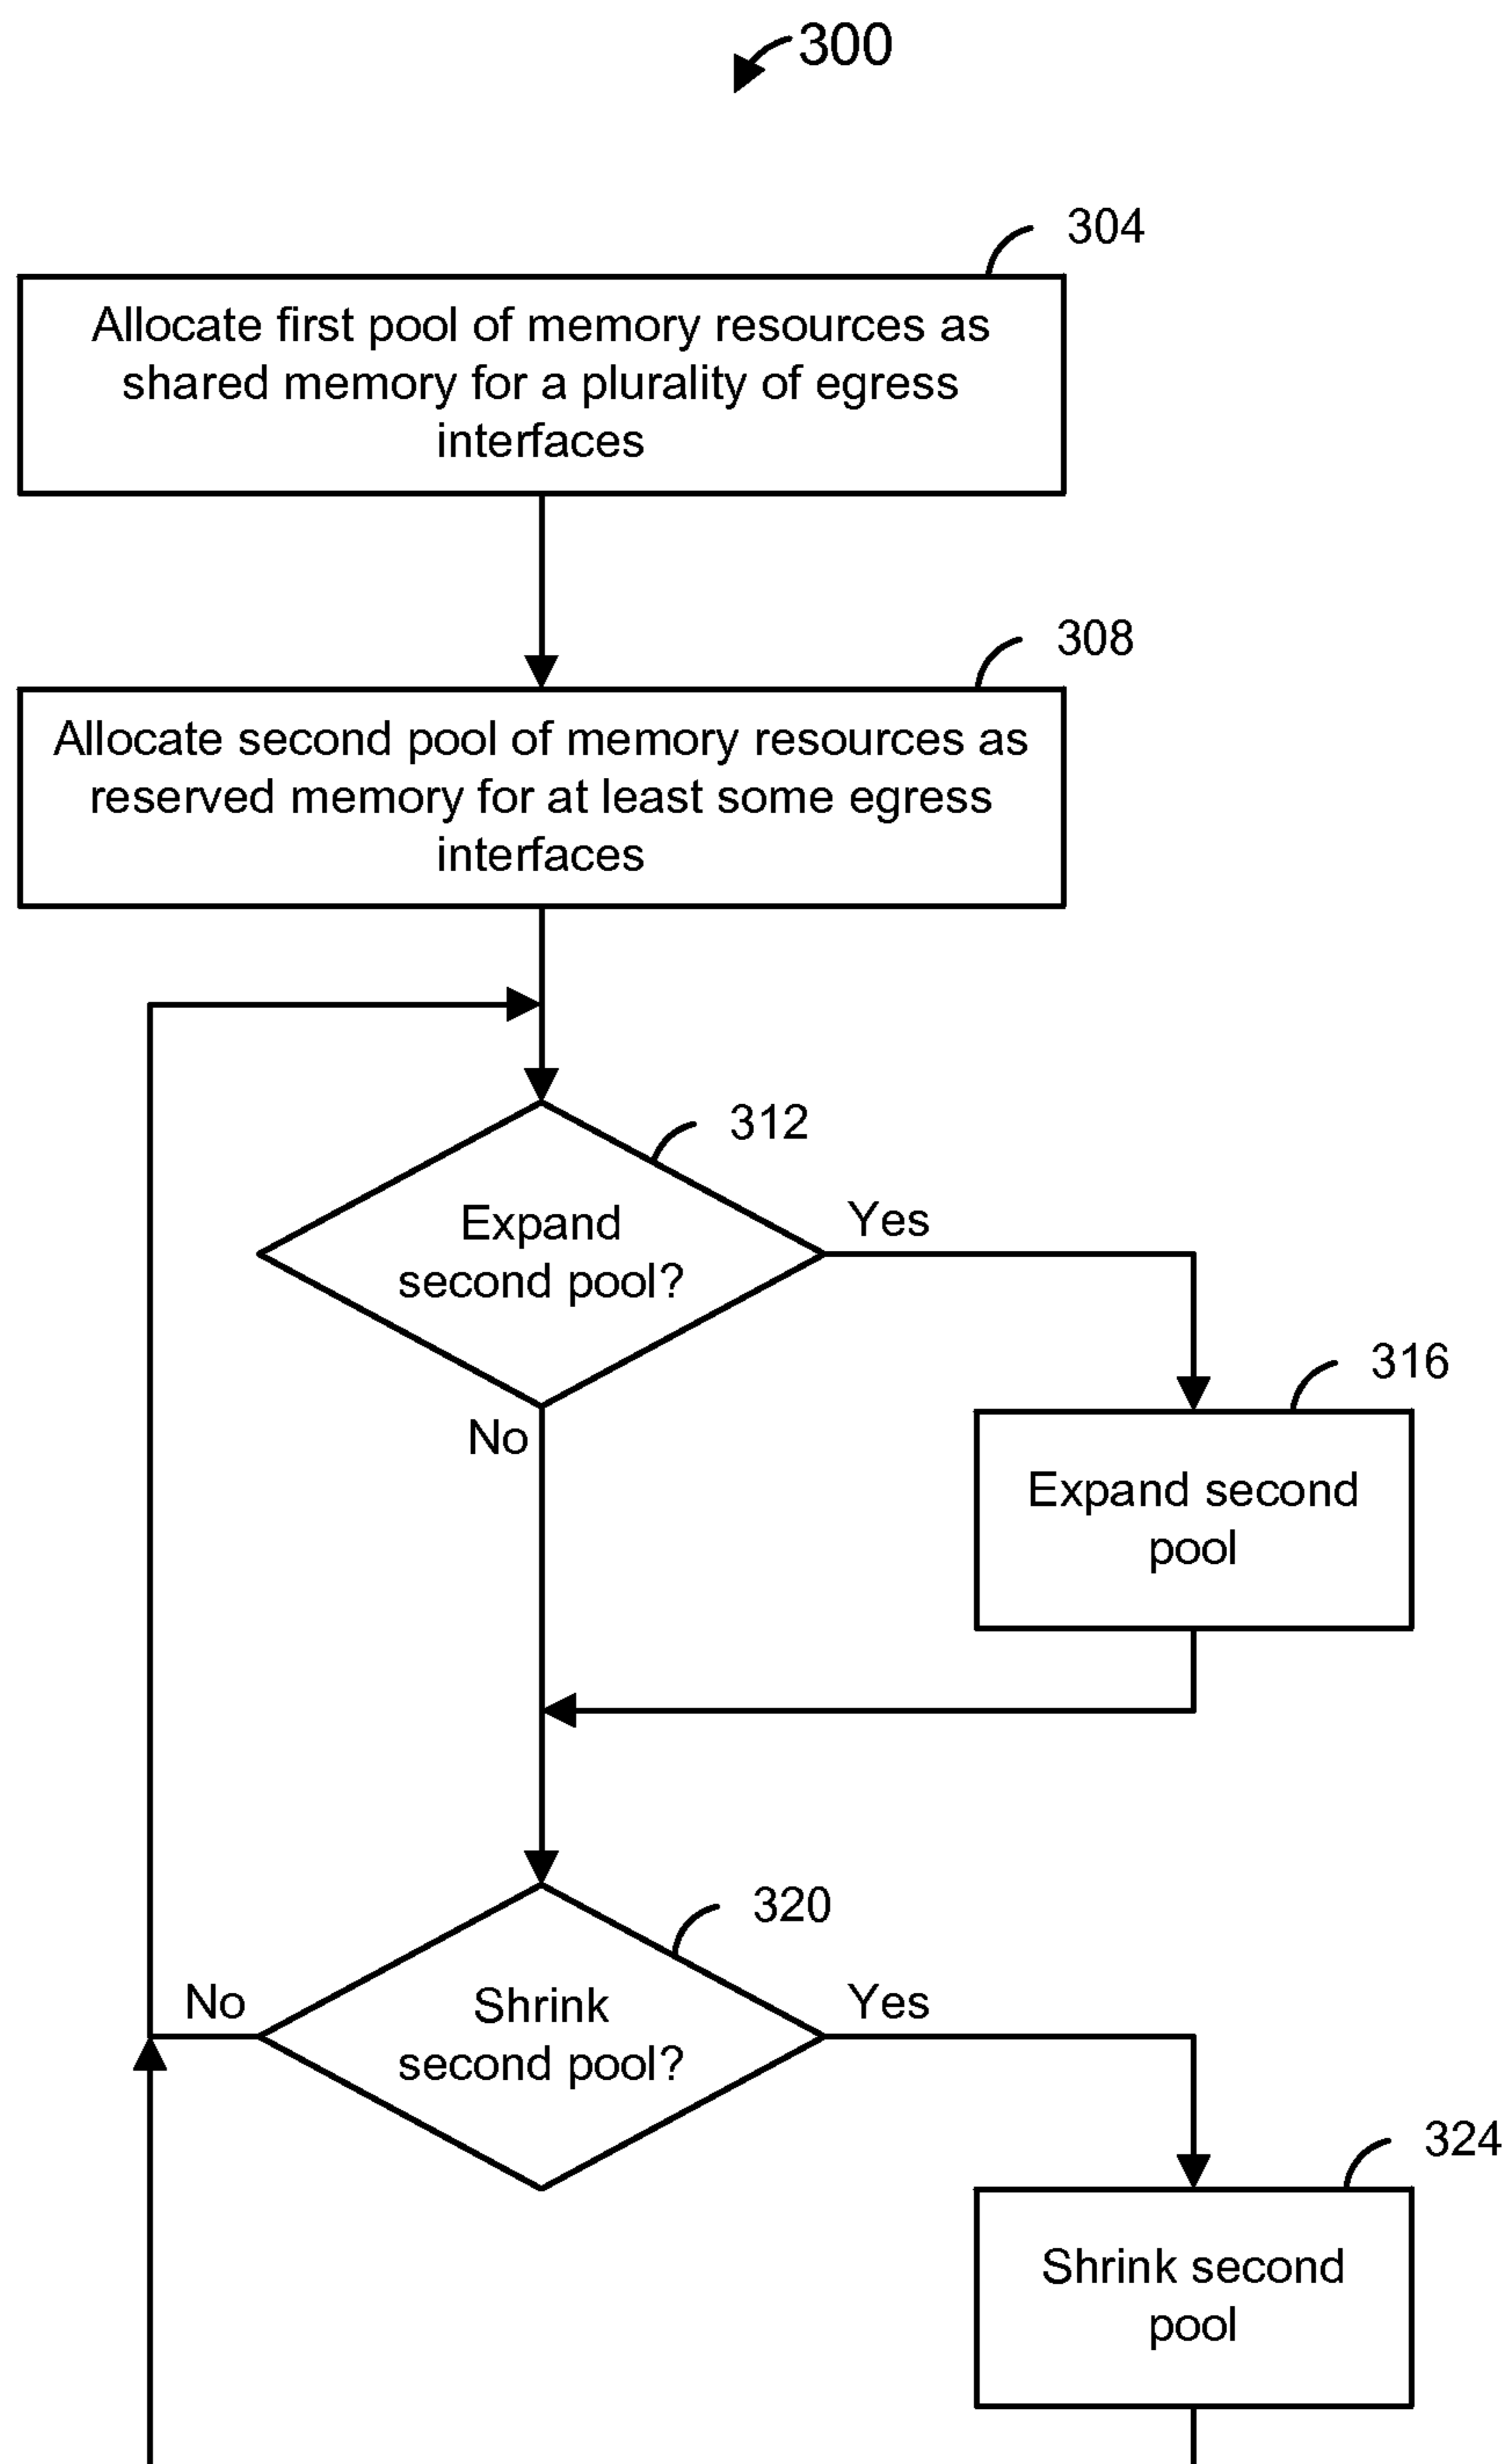 300
304
Allocate first pool of memory resources as
shared memory for a plurality of egress
interfaces
308
Allocate second pool of memory resources as
reserved memory for at least some egress
interfaces
312
Expand
second pool?
Yes
No
316
Expand second
pool
320
Shrink
second pool?
No
Yes
324
Shrink second
pool